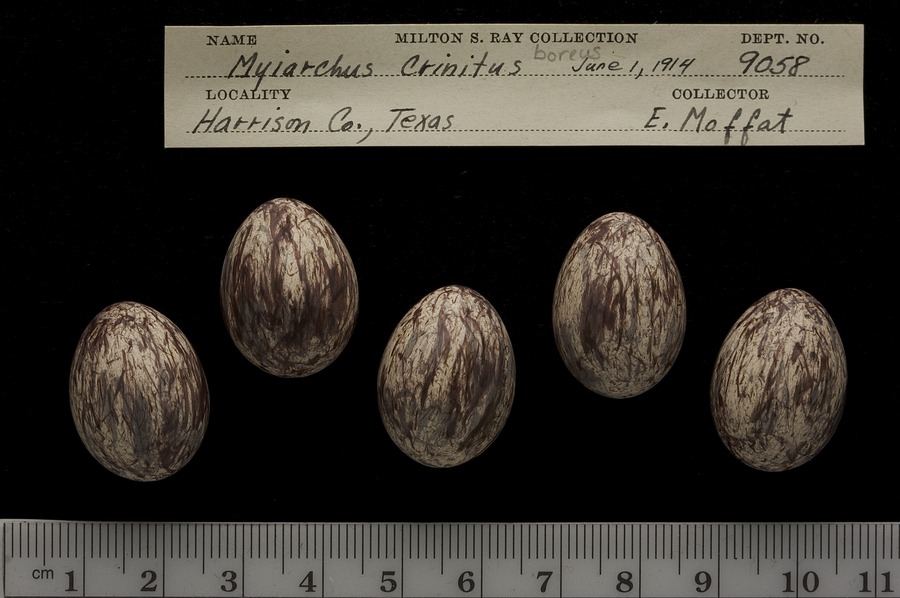 NAME MILTON S. RAY COLLECTION DEPT. NO.
Myiarchus Crinitus boreus June 1, 1914 9058
LOCALITY COLLECTOR
Harrison Co., Texas E. Moffat
cm 1 2 3 4 5 6 7 8 9 10 11